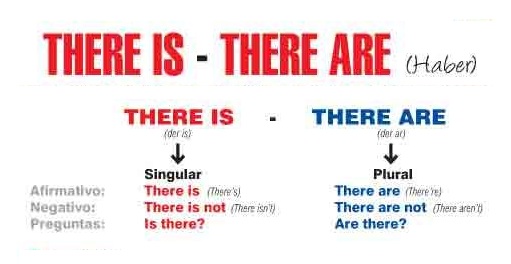 THERE IS - THERE ARE (Haber)
THERE IS - THERE ARE
(der is) (der ar)
Singular Plural
Afirmativo: There is (There's) There are (There're)
Negativo: There is not (There isn't) There are not (There aren't)
Preguntas: Is there? Are there?